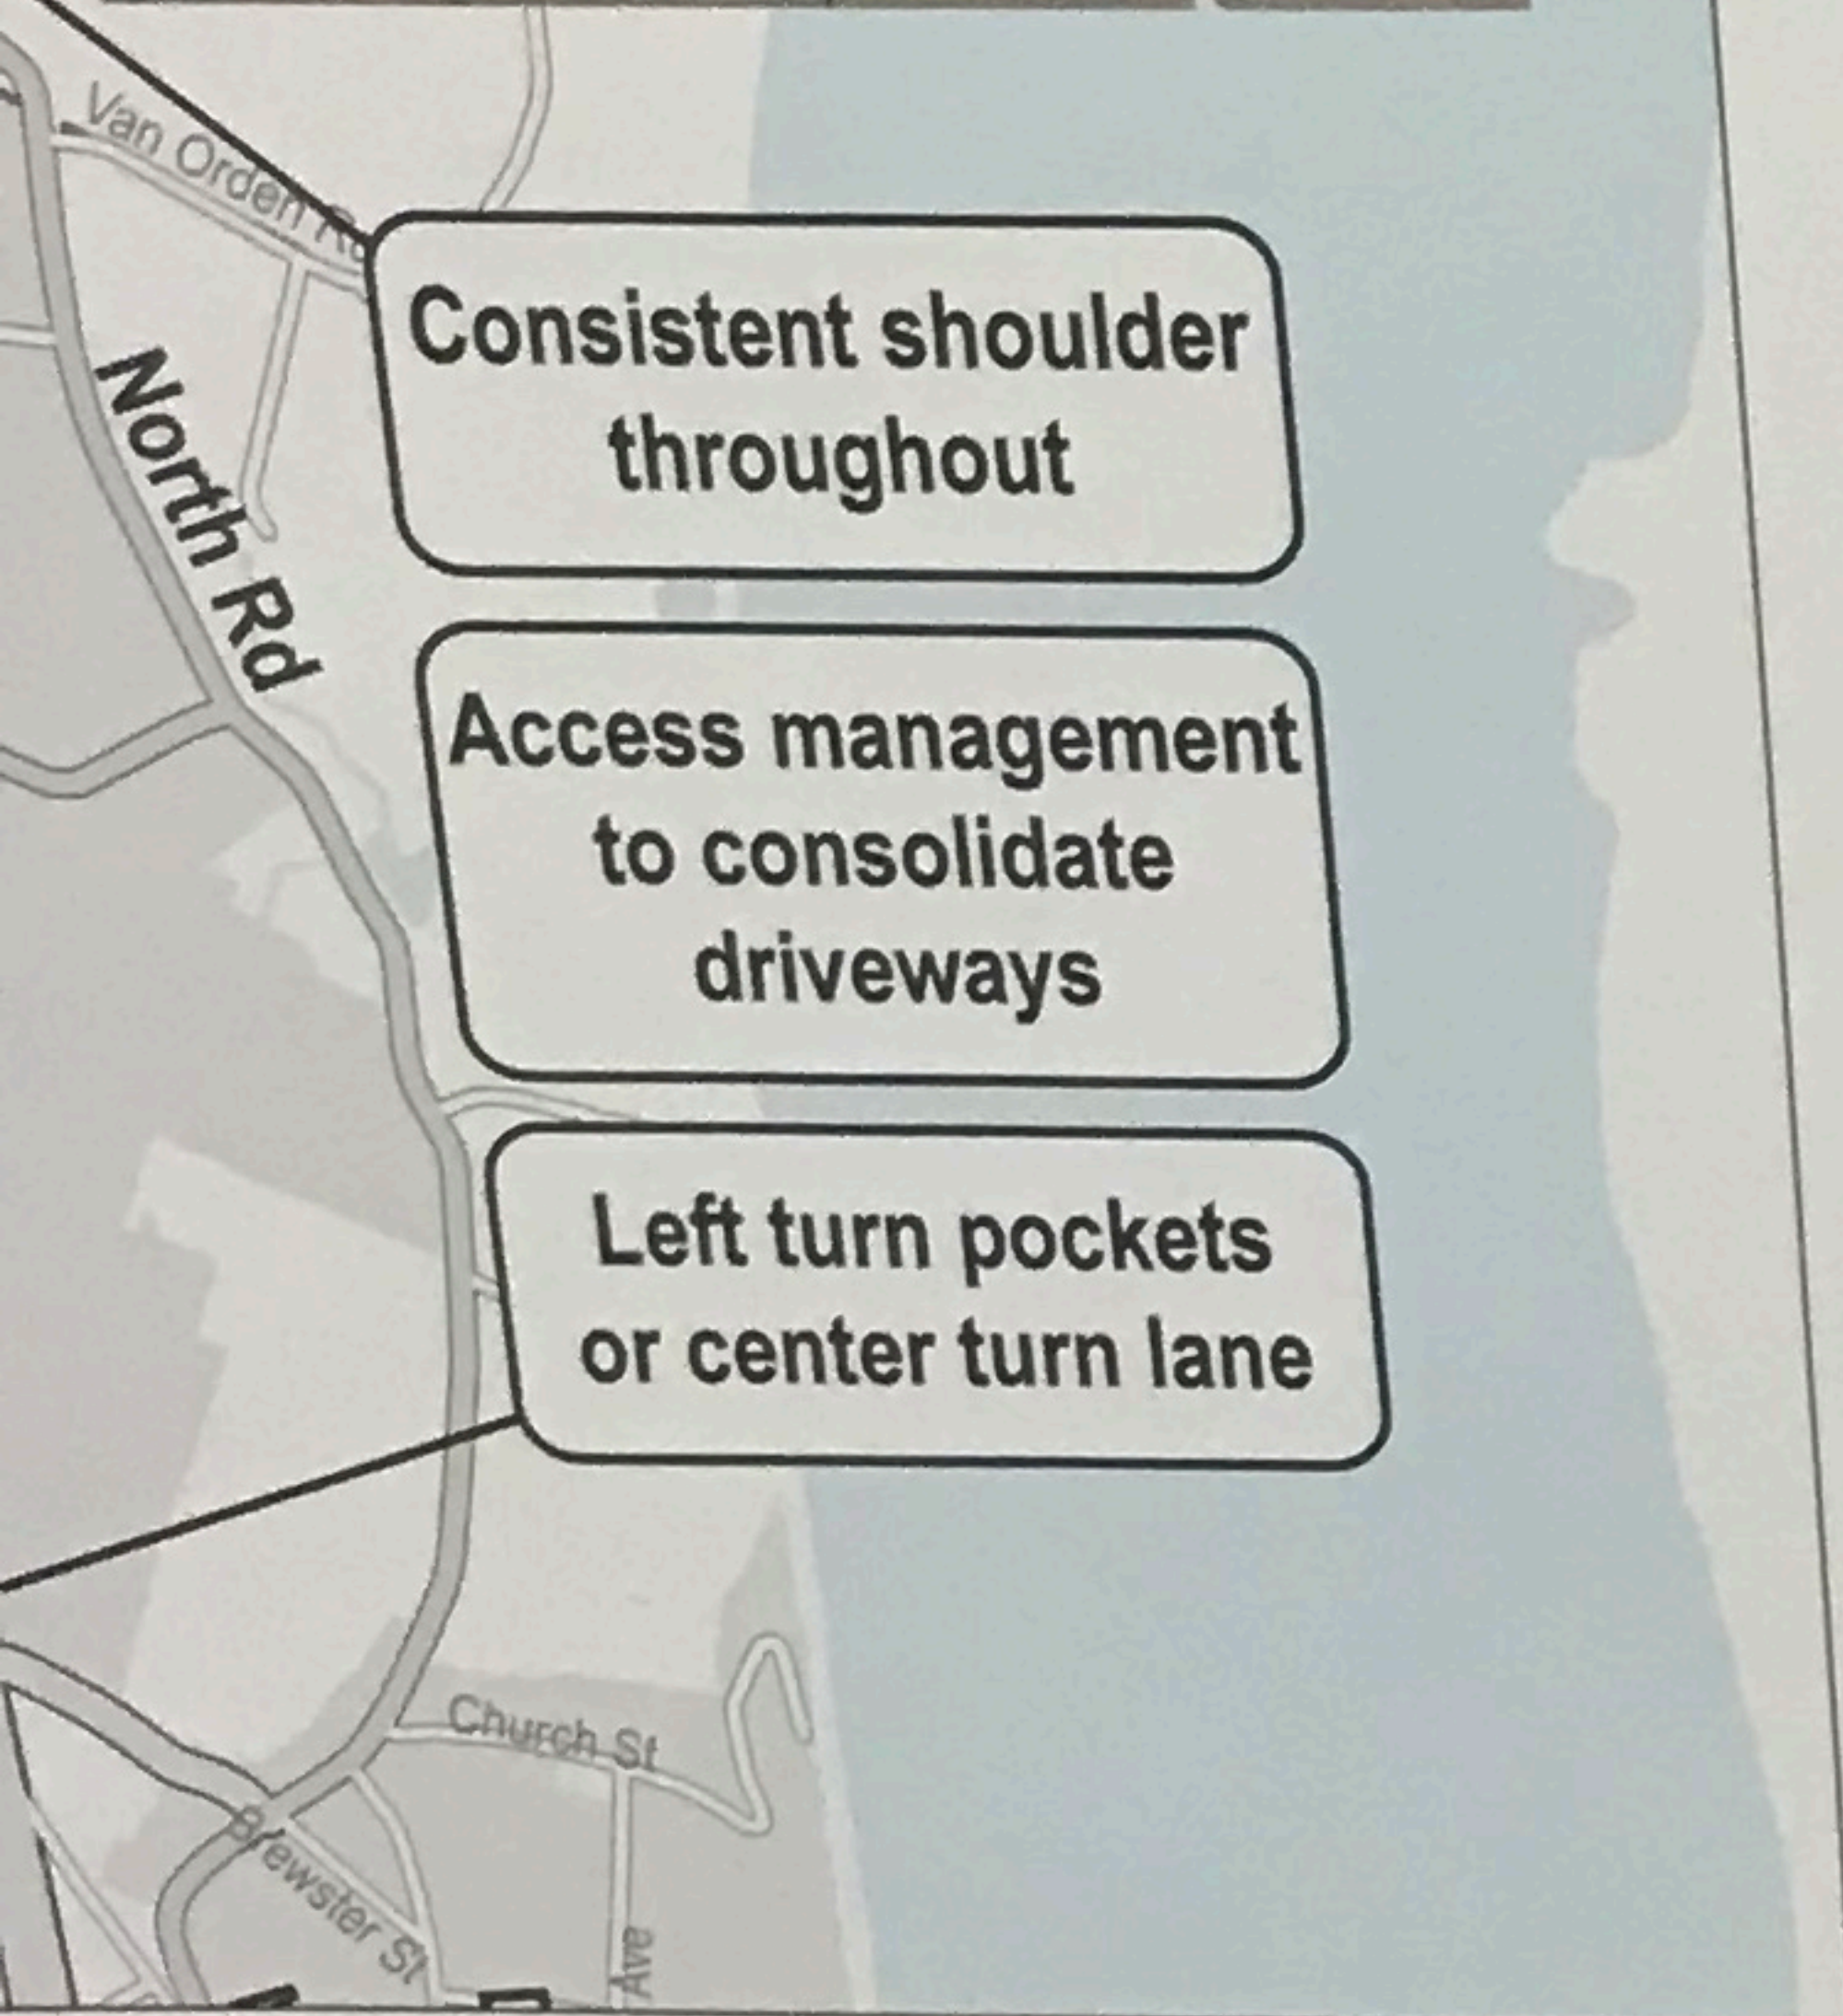 Van Orden Rd
Consistent shoulder
throughout
North Rd
Access management
to consolidate
driveways
Left turn pockets
or center turn lane
Church St
Brewster St
Ave